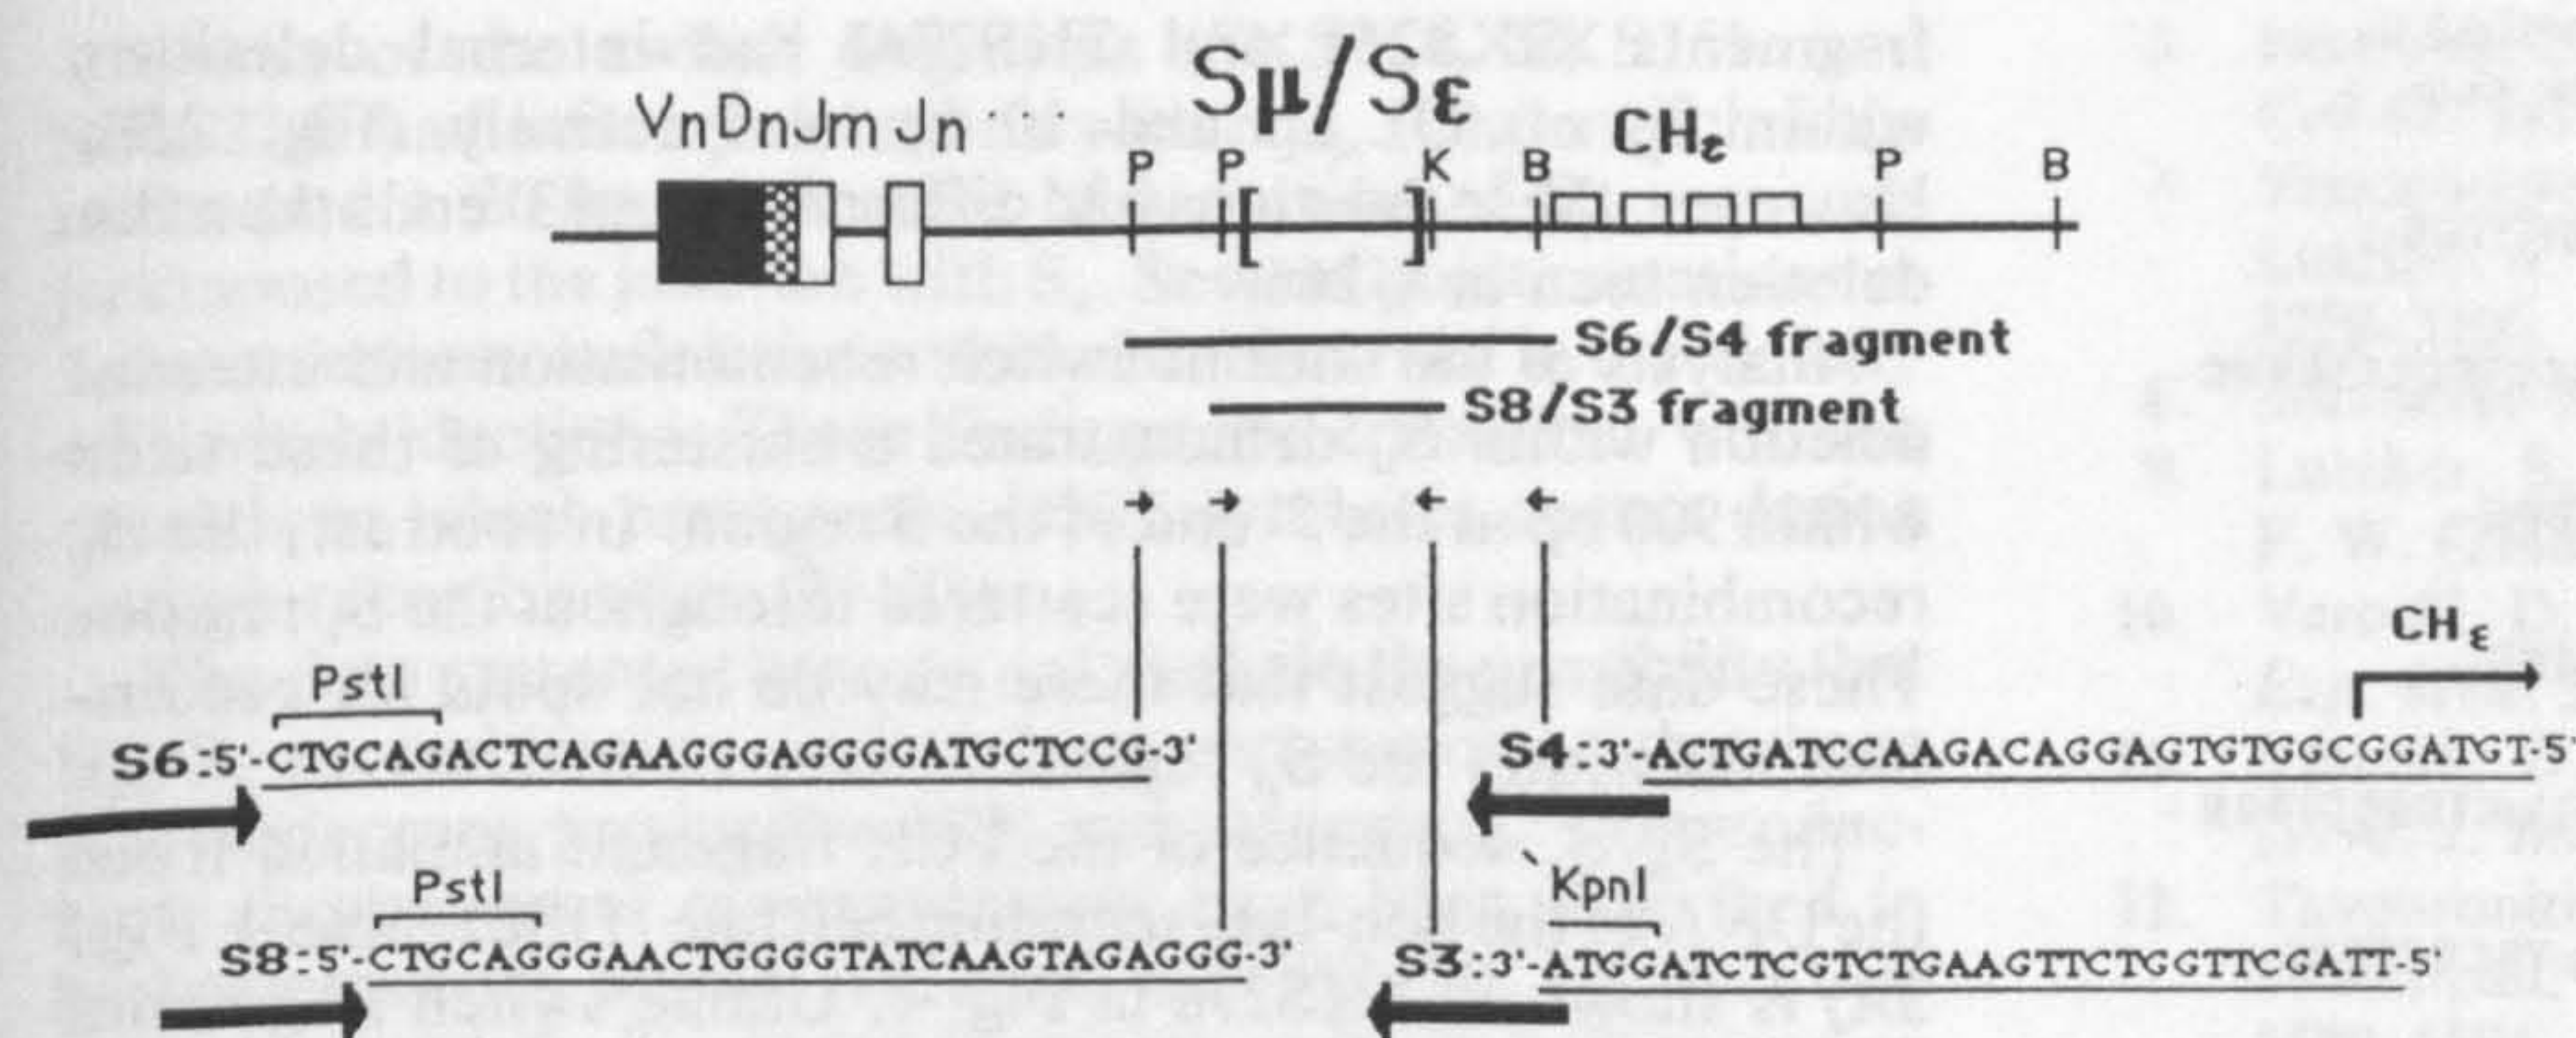 Sμ/Sε
VnDnJm Jn ....
CHε
P P K B P B
[ ]
S6/S4 fragment
S8/S3 fragment
→ → ← ←
CHε
PstI
S6:5'-CTGCAGACTCAGAAGGGAGGGGATGCTCCG-3'
S4:3'-ACTGATCCAAGACAGGAGTGTGGCGGATGT-5'
PstI
KpnI
S8:5'-CTGCAGGGAACTGGGGTATCAAGTAGAGGG-3'
S3:3'-ATGGATCTCGTCTGAAGTTCTGGTTCGATT-5'